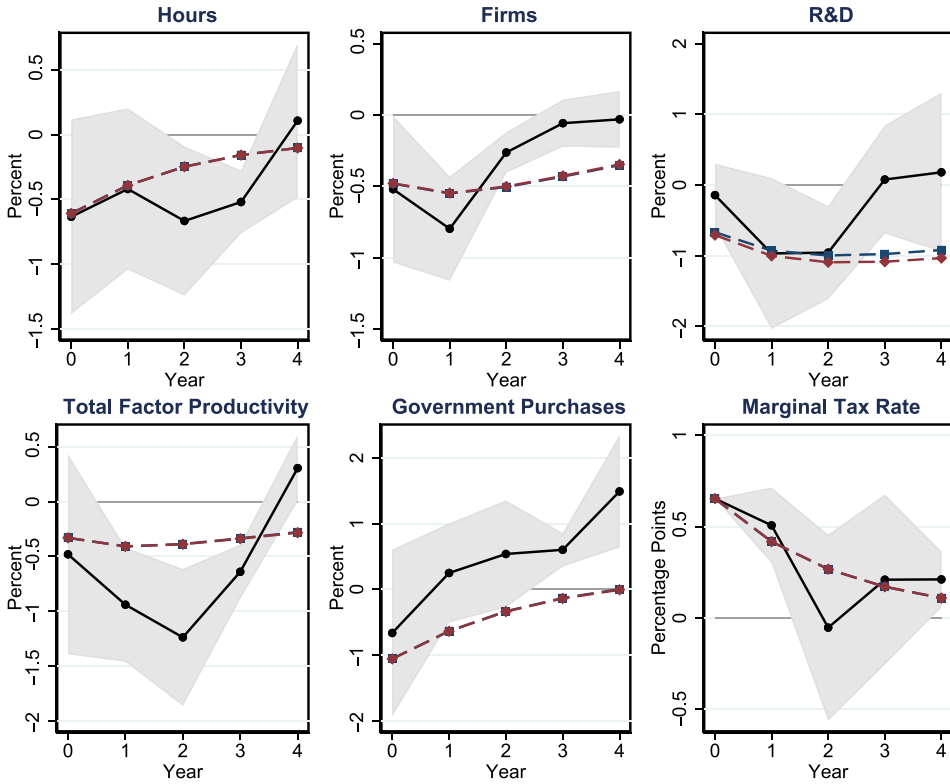 Hours
Percent
0.5
0
−0.5
−1
−1.5
0 1 2 3 4
Year
Firms
Percent
0.5
0
−0.5
−1
−1.5
0 1 2 3 4
Year
R&D
Percent
2
1
0
−1
−2
0 1 2 3 4
Year
Total Factor Productivity
Percent
0.5
0
−0.5
−1
−1.5
−2
0 1 2 3 4
Year
Government Purchases
Percent
2
1
0
−1
−2
0 1 2 3 4
Year
Marginal Tax Rate
Percentage Points
1
0.5
0
−0.5
0 1 2 3 4
Year